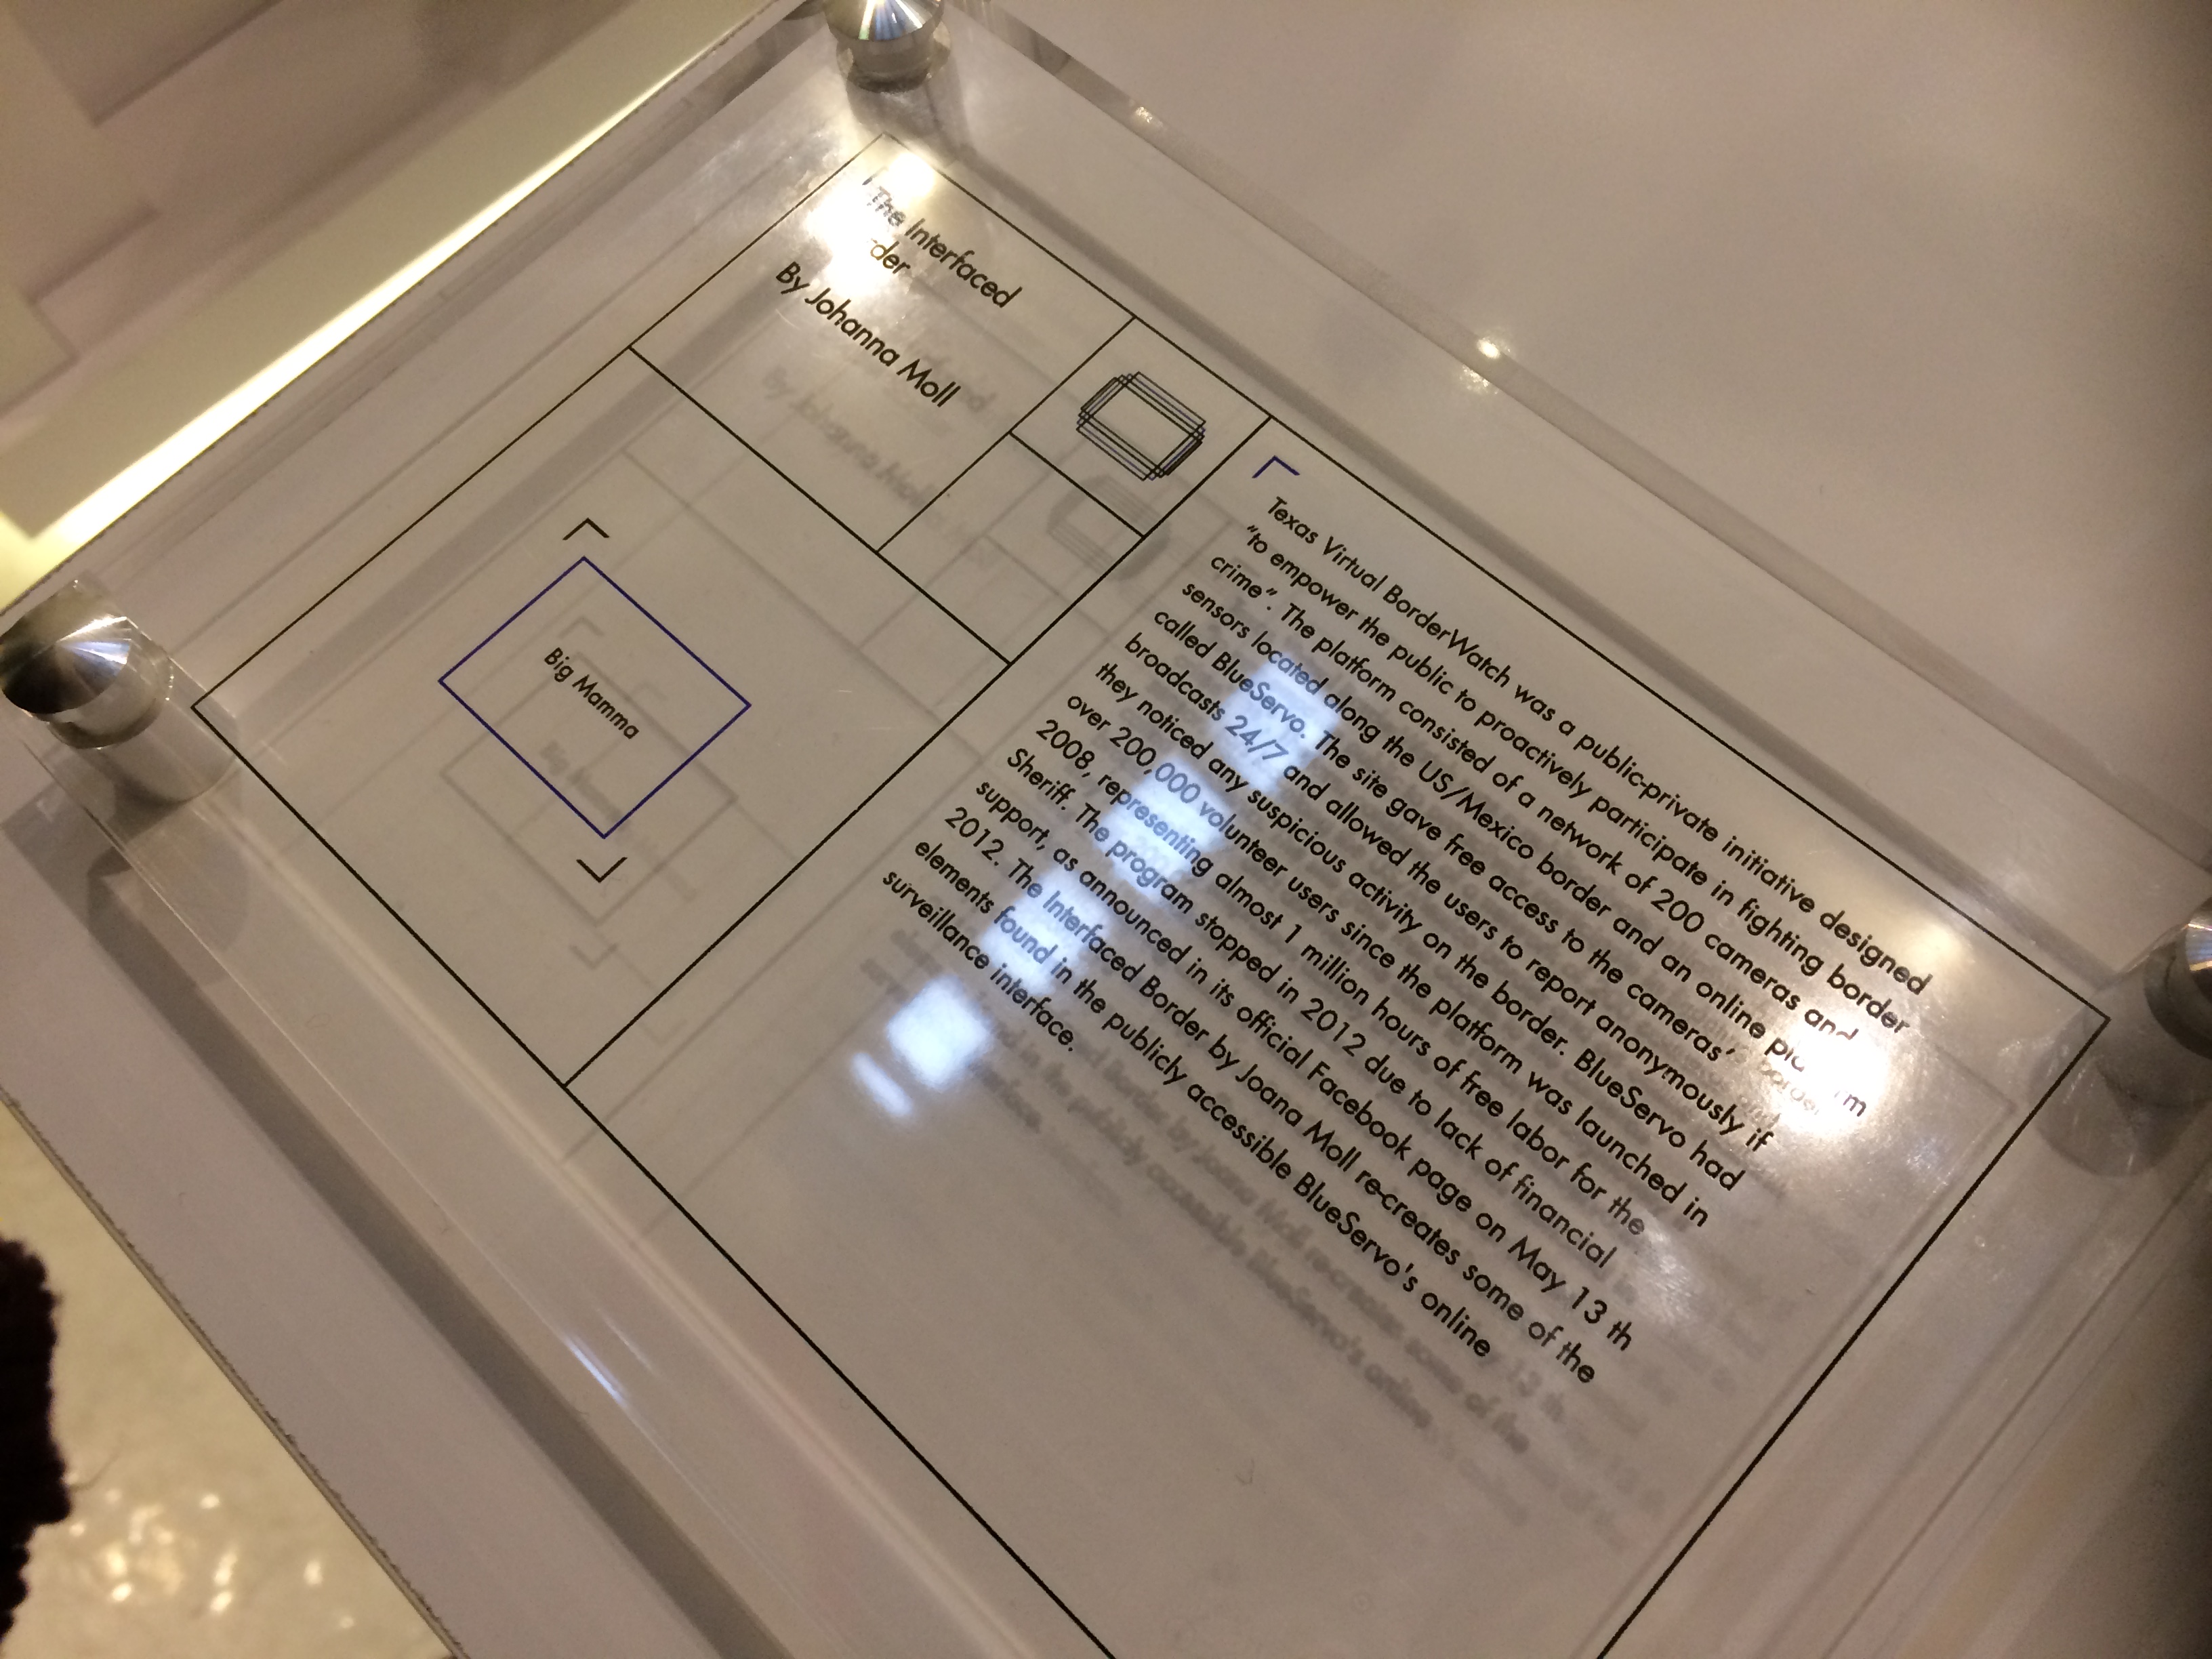 The Interfaced
By Johanna Moll
Big Mamma
Texas Virtual BorderWatch was a public-private initiative designed
"to empower the public to proactively participate in fighting border
crime". The platform consisted of a network of 200 cameras and
sensors located along the US/Mexico border and an online
called BlueServo. The site gave free access to the cameras'
broadcasts 24/7 and allowed the users to report anonymously if
they noticed any suspicious activity on the border. BlueServo had
over 200,000 volunteer users since the platform was launched in
2008, representing almost 1 million hours of free labor for the
Sheriff. The program stopped in 2012 due to lack of financial
support, as announced in its official Facebook page on May 13 th
2012. The Interfaced Border by Joana Moll re-creates some of the
elements found in the publicly accessible BlueServo's online
surveillance interface.